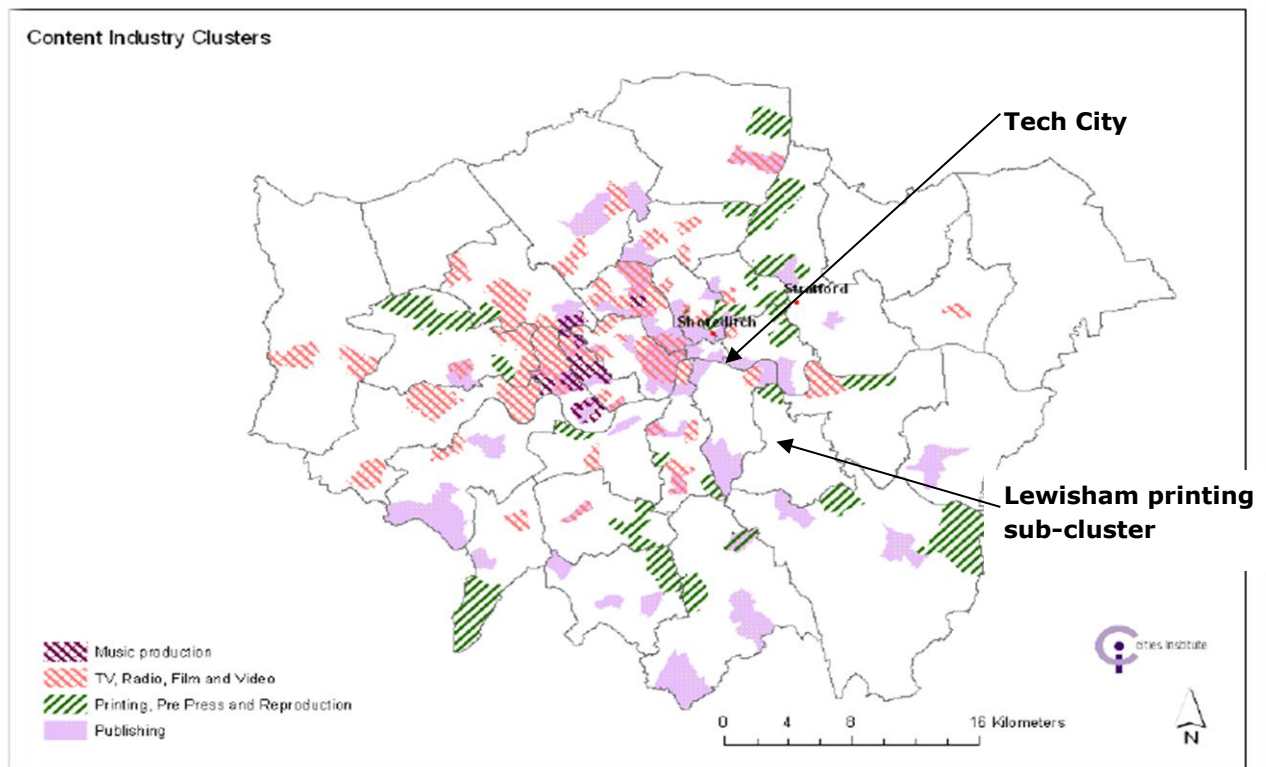 Content Industry Clusters
Tech City
Stratford
Shoreditch
Lewisham printing
sub-cluster
Music production
TV, Radio, Film and Video
Printing, Pre Press and Reproduction
Publishing
cities institute
0 4 8 16 Kilometers
N